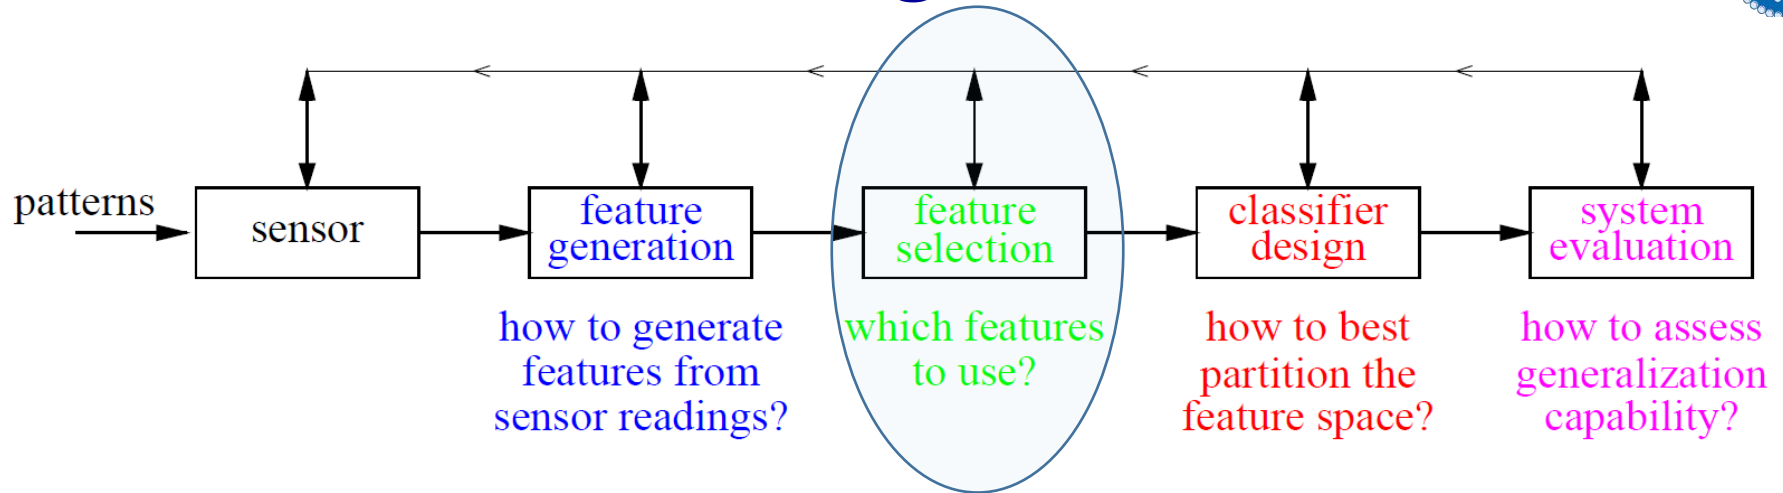 patterns
sensor
feature
generation
feature
selection
classifier
design
system
evaluation
how to generate
features from
sensor readings?
which features
to use?
how to best
partition the
feature space?
how to assess
generalization
capability?